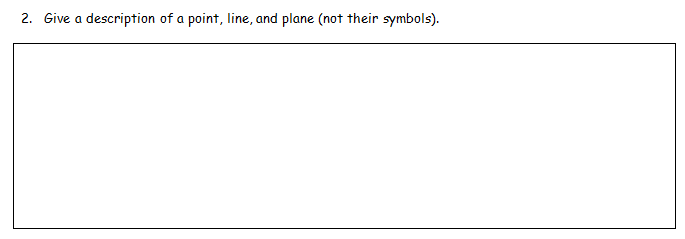 2. Give a description of a point, line, and plane (not their symbols).